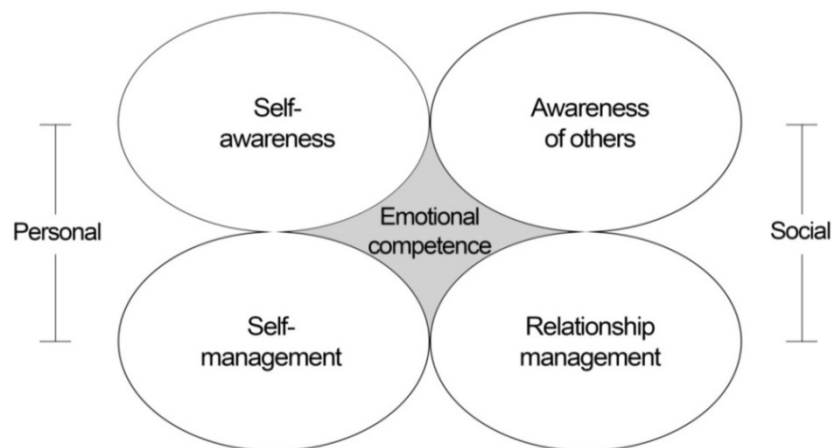 Self-
awareness
Awareness
of others
Personal
Emotional
competence
Social
Self-
management
Relationship
management